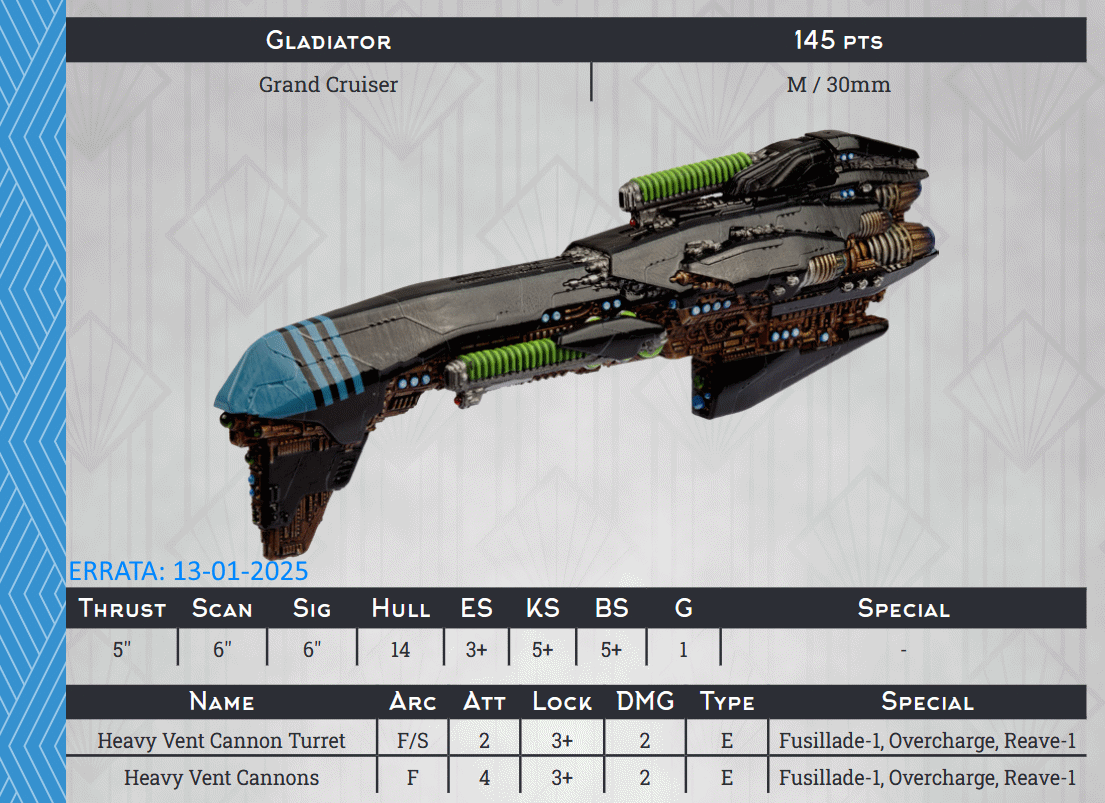 Gladiator 145 pts
Grand Cruiser M / 30mm
ERRATA: 13-01-2025
Thrust Scan Sig Hull ES KS BS G Special
5" 6" 6" 14 3+ 5+ 5+ 1 -
Name Arc Att Lock DMG Type Special
Heavy Vent Cannon Turret F/S 2 3+ 2 E Fusillade-1, Overcharge, Reave-1
Heavy Vent Cannons F 4 3+ 2 E Fusillade-1, Overcharge, Reave-1